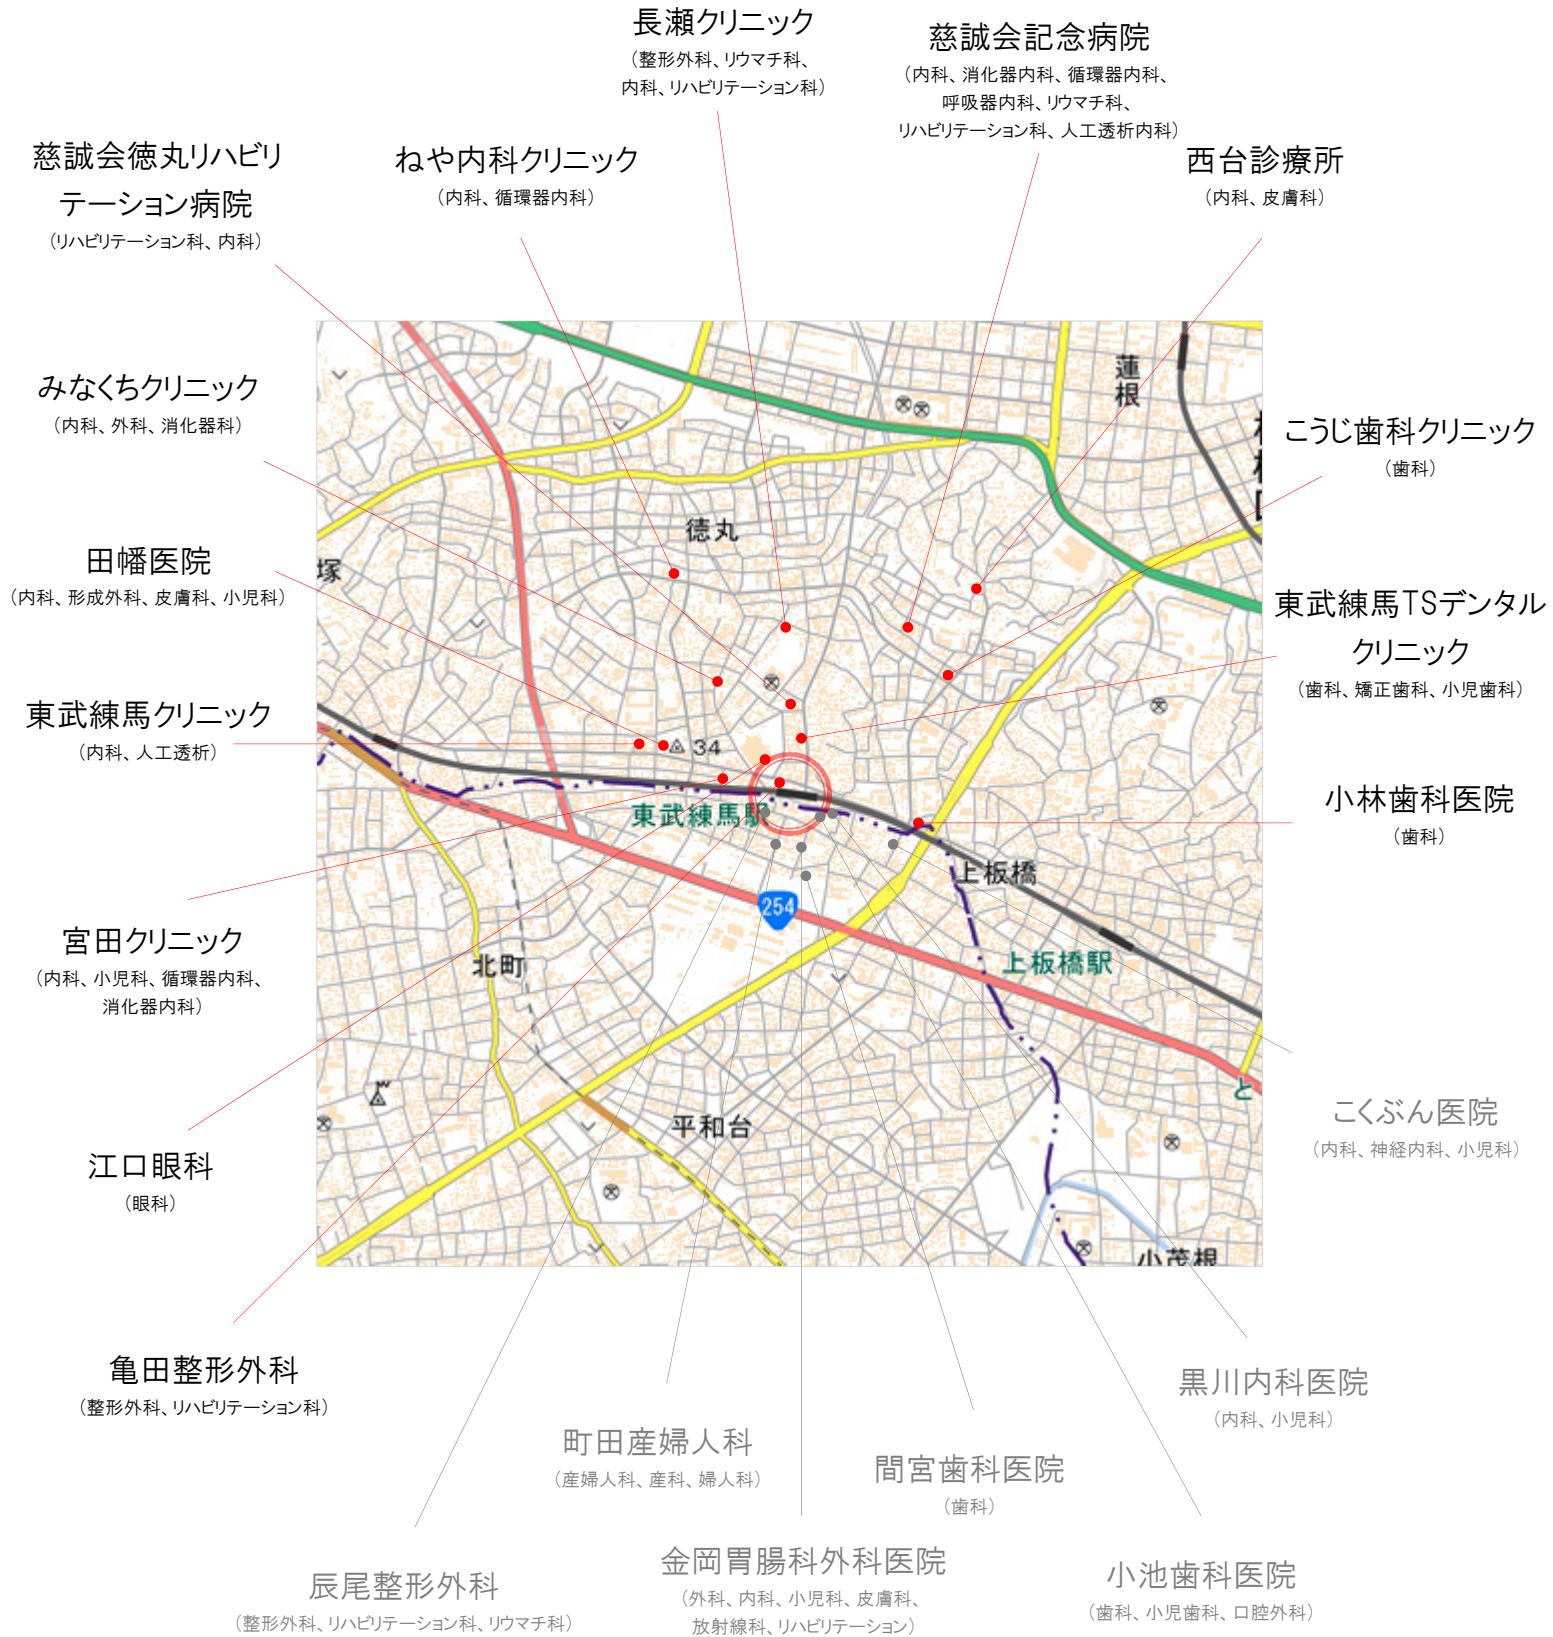 長瀬クリニック
（整形外科、リウマチ科、
内科、リハビリテーション科）
慈誠会記念病院
（内科、消化器内科、循環器内科、
呼吸器内科、リウマチ科、
リハビリテーション科、人工透析内科）
慈誠会徳丸リハビリ
テーション病院
（リハビリテーション科、内科）
ねや内科クリニック
（内科、循環器内科）
西台診療所
（内科、皮膚科）
みなくちクリニック
（内科、外科、消化器科）
こうじ歯科クリニック
（歯科）
田幡医院
（内科、形成外科、皮膚科、小児科）
東武練馬TSデンタル
クリニック
（歯科、矯正歯科、小児歯科）
東武練馬クリニック
（内科、人工透析）
小林歯科医院
（歯科）
宮田クリニック
（内科、小児科、循環器内科、
消化器内科）
江口眼科
（眼科）
こくぶん医院
（内科、神経内科、小児科）
亀田整形外科
（整形外科、リハビリテーション科）
黒川内科医院
（内科、小児科）
町田産婦人科
（産婦人科、産科、婦人科）
間宮歯科医院
（歯科）
辰尾整形外科
（整形外科、リハビリテーション科、リウマチ科）
金岡胃腸科外科医院
（外科、内科、小児科、皮膚科、
放射線科、リハビリテーション）
小池歯科医院
（歯科、小児歯科、口腔外科）
蓮根
徳丸
塚
34
東武練馬駅
上板橋
254
北町
上板橋駅
と
平和台
小茂根